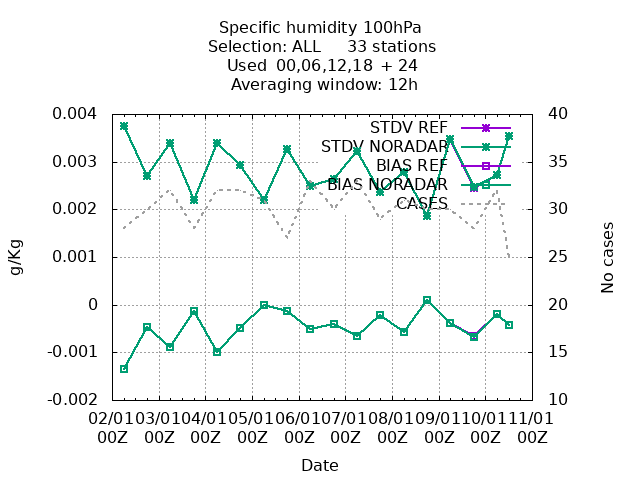 Specific humidity 100hPa
Selection: ALL 33 stations
Used 00,06,12,18 + 24
Averaging window: 12h
0.004
0.003
0.002
0.001
0
-0.001
-0.002
g/Kg
40
35
30
25
20
15
10
No cases
STDV REF
STDV NORADAR
BIAS REF
BIAS NORADAR
CASES
02/01 03/01 04/01 05/01 06/01 07/01 08/01 09/01 10/01 11/01
00Z 00Z 00Z 00Z 00Z 00Z 00Z 00Z 00Z 00Z
Date